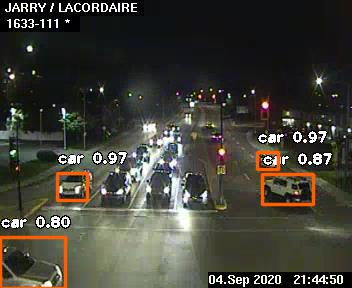 JARRY / LACORDAIRE
1633-111 *
car 0.97
car 0.87
car 0.97
car 0.80
04.Sep 2020 21:44:50